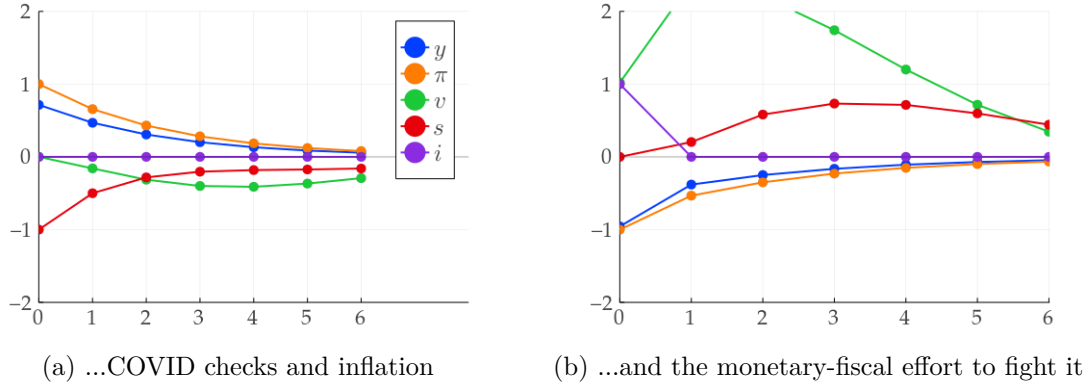 2
1
0
−1
−2
0 1 2 3 4 5 6
y
π
v
s
i
(a) ...COVID checks and inflation
2
1
0
−1
−2
0 1 2 3 4 5 6
(b) ...and the monetary-fiscal effort to fight it